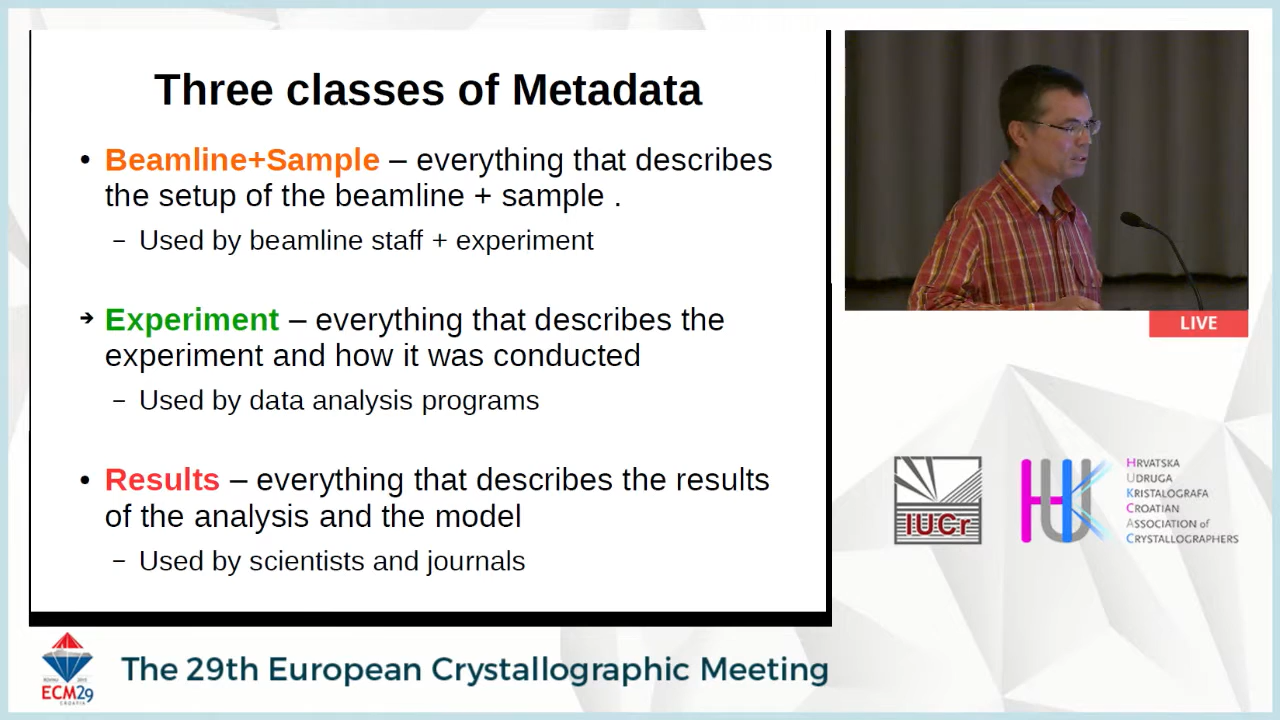 Three classes of Metadata
• Beamline+Sample – everything that describes
the setup of the beamline + sample .
– Used by beamline staff + experiment
➔ Experiment – everything that describes the
experiment and how it was conducted
– Used by data analysis programs
• Results – everything that describes the results
of the analysis and the model
– Used by scientists and journals
LIVE
IUCr
HUK
HRVATSKA
UDRUGA
KRISTALOGRAFA
CROATIAN
ASSOCIATION of
CRYSTALLOGRAPHERS
ECM29
CROATIA
The 29th European Crystallographic Meeting